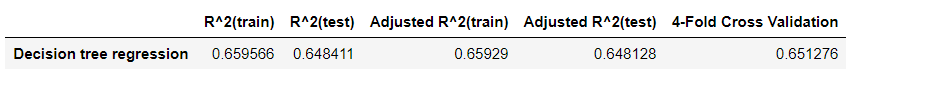 R^2(train) R^2(test) Adjusted R^2(train) Adjusted R^2(test) 4-Fold Cross Validation
Decision tree regression 0.659566 0.648411 0.65929 0.648128 0.651276